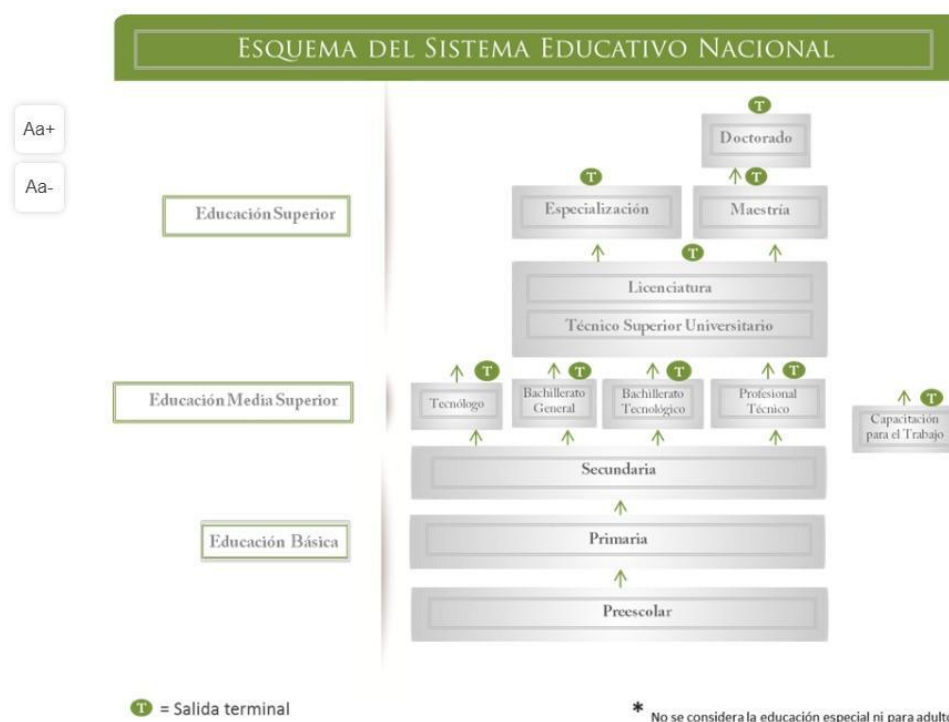 ESQUEMA DEL SISTEMA EDUCATIVO NACIONAL
Aa+
Aa-
T
Doctorado
T
T
Educación Superior
Especialización
Maestría
T
Licenciatura
Técnico Superior Universitario
T
T
T
T
Educación Media Superior
Tecnólogo
Bachillerato
General
Bachillerato
Tecnológico
Profesional
Técnico
T
Capacitación
para el Trabajo
Secundaria
Educación Básica
Primaria
Preescolar
T = Salida terminal
* No se considera la educación especial ni para adulto